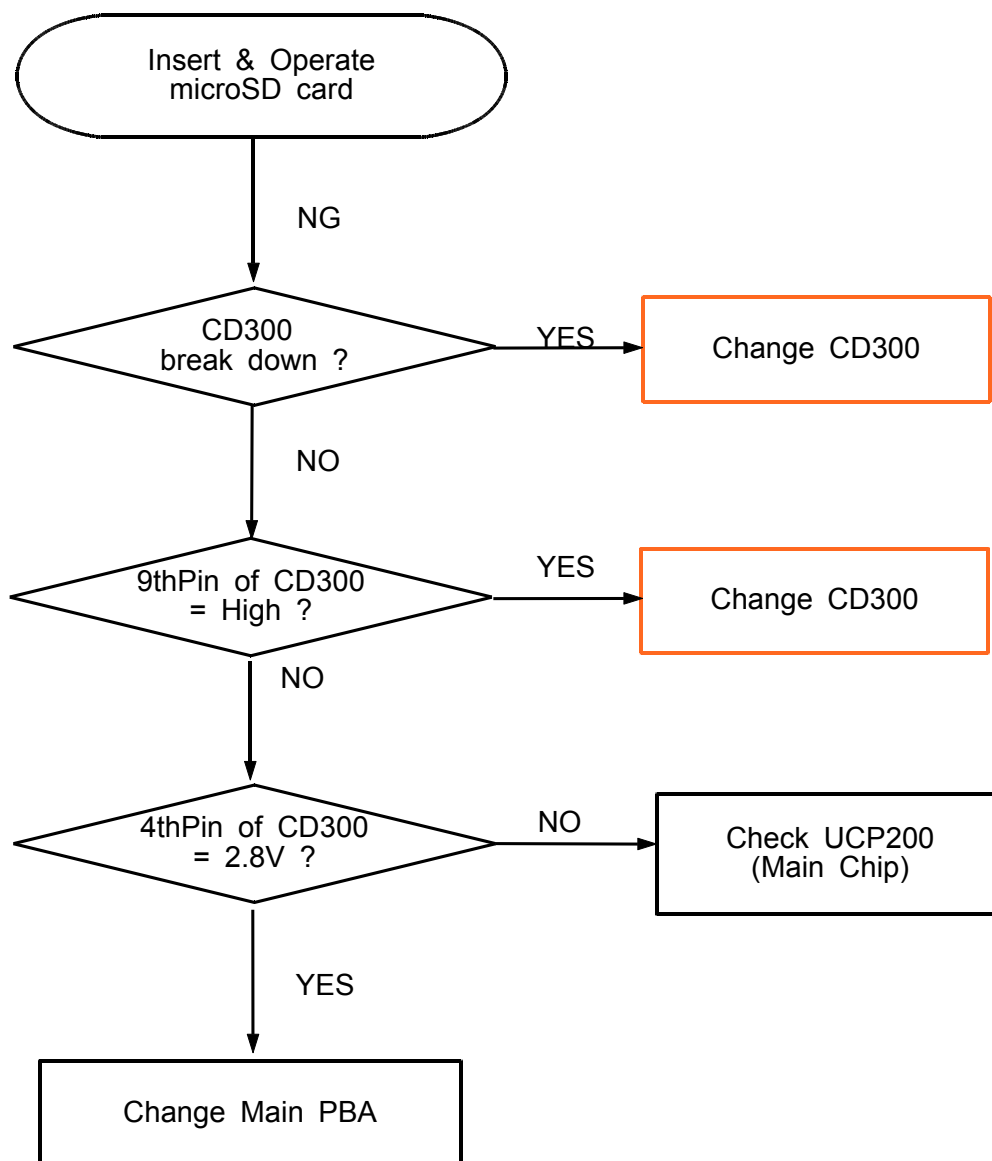 Insert & Operate
microSD card
NG
CD300
break down ?
YES
Change CD300
NO
9thPin of CD300
= High ?
YES
Change CD300
NO
4thPin of CD300
= 2.8V ?
NO
Check UCP200
(Main Chip)
YES
Change Main PBA